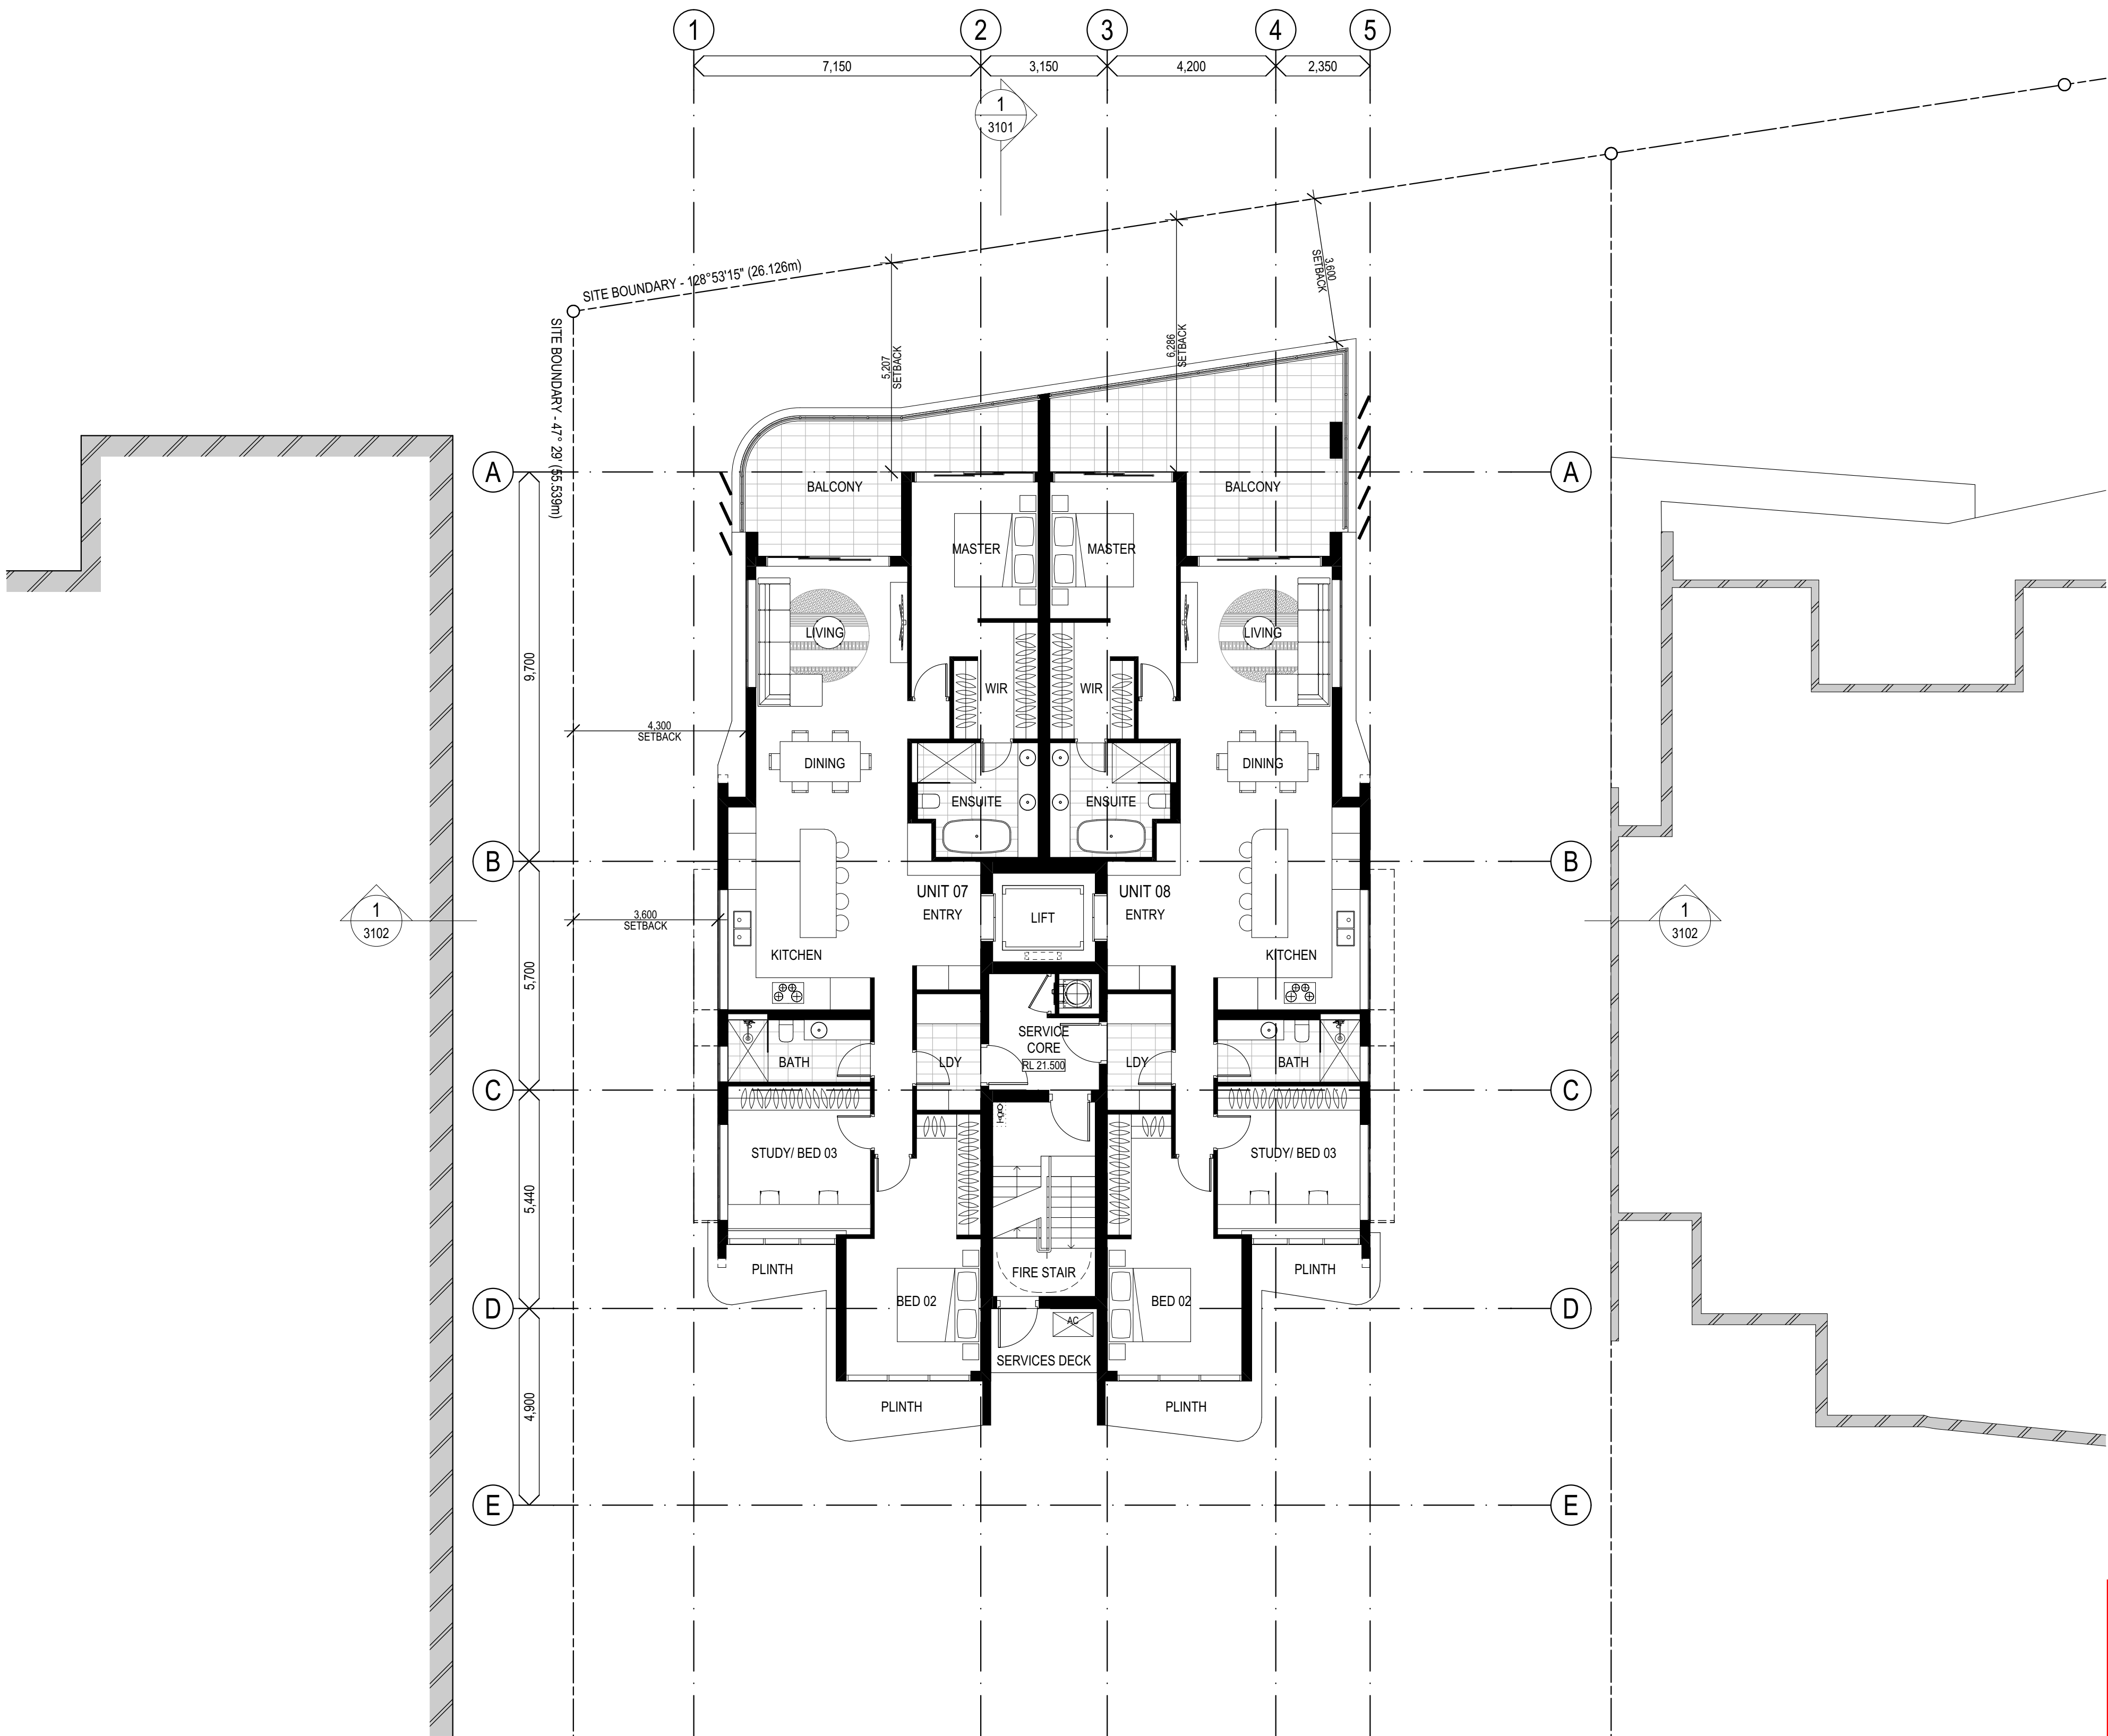 1
2
3
4
5
7,150
3,150
4,200
2,350
1
3101
SITE BOUNDARY - 128°53'15" (26.126m)
SITE BOUNDARY - 47° 29' (55.539m)
5,207
SETBACK
6,286
SETBACK
3,600
SETBACK
A
A
BALCONY
BALCONY
MASTER
MASTER
LIVING
LIVING
9,700
WIR
WIR
4,300
SETBACK
DINING
DINING
ENSUITE
ENSUITE
B
B
UNIT 07
ENTRY
LIFT
UNIT 08
ENTRY
1
3102
3,600
SETBACK
1
3102
KITCHEN
KITCHEN
5,700
SERVICE
CORE
RL 21.500
BATH
LDY
LDY
BATH
C
C
STUDY/ BED 03
STUDY/ BED 03
5,440
PLINTH
FIRE STAIR
PLINTH
BED 02
BED 02
D
D
AC
SERVICES DECK
4,900
PLINTH
PLINTH
E
E